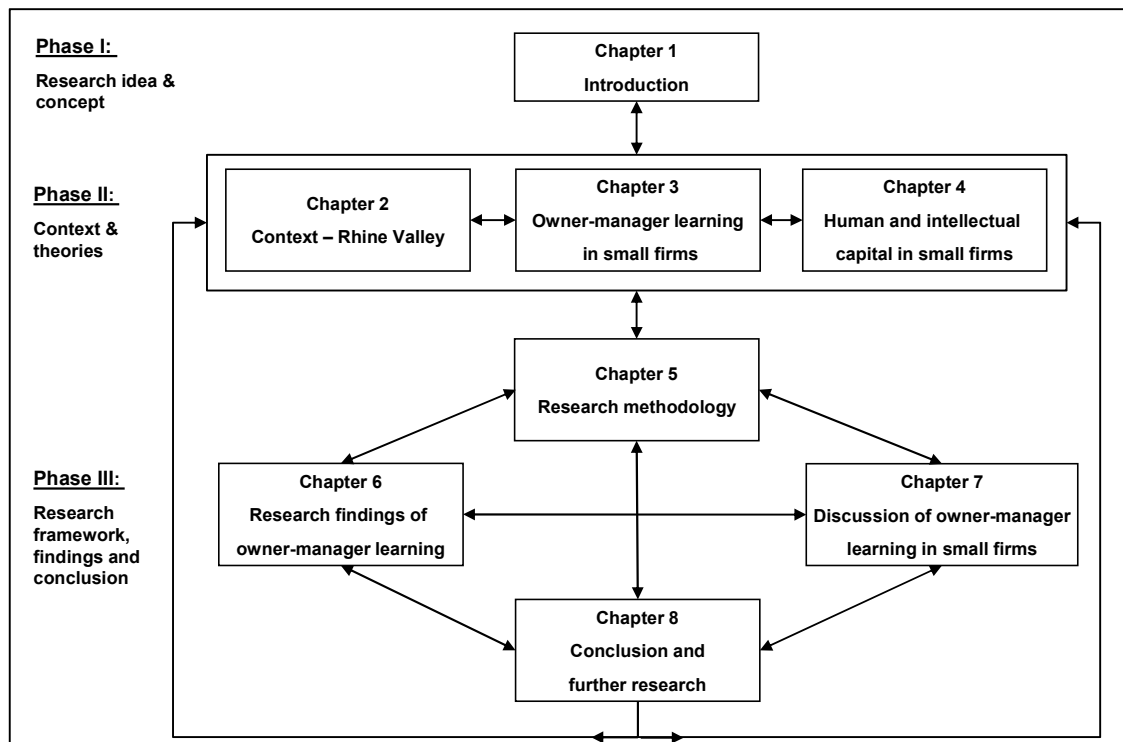 Phase I:
Research idea &
concept
Chapter 1
Introduction
Phase II:
Context &
theories
Chapter 2
Context – Rhine Valley
Chapter 3
Owner-manager learning
in small firms
Chapter 4
Human and intellectual
capital in small firms
Chapter 5
Research methodology
Phase III:
Research
framework,
findings and
conclusion
Chapter 6
Research findings of
owner-manager learning
Chapter 7
Discussion of owner-manager
learning in small firms
Chapter 8
Conclusion and
further research